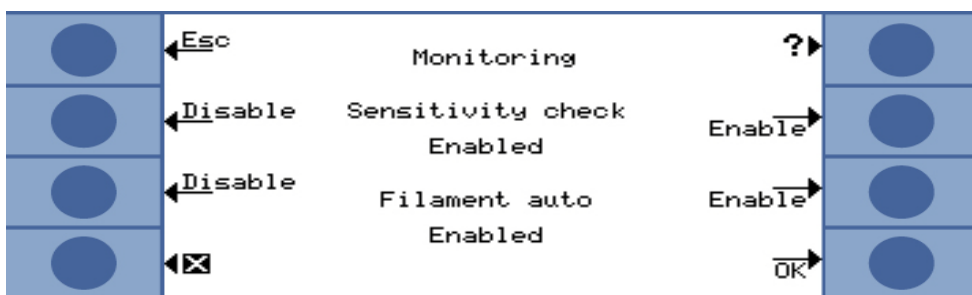 Esc
Monitoring
?
Disable
Sensitivity check
Enable
Enabled
Disable
Filament auto
Enable
Enabled
OK